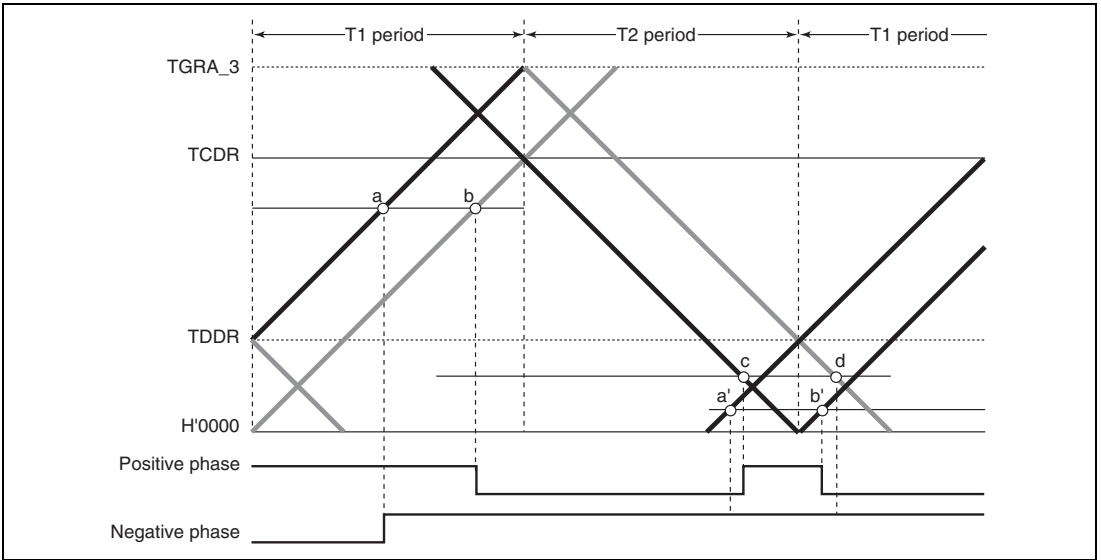 T1 period
T2 period
T1 period
TGRA_3
TCDR
a
b
TDDR
c
d
a'
b'
H'0000
Positive phase
Negative phase